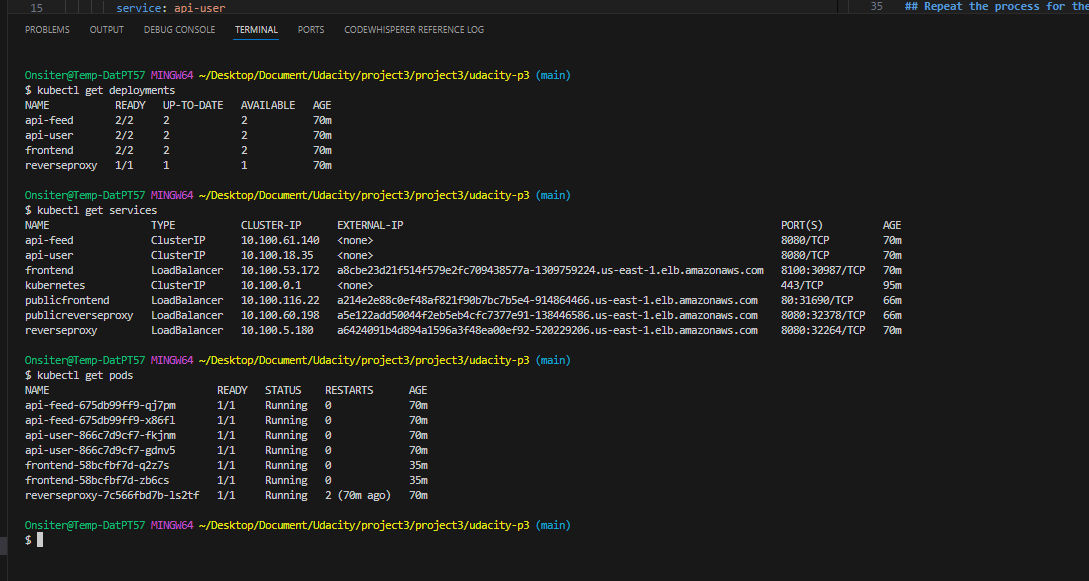 15 service: api-user
35 ## Repeat the process for the
PROBLEMS OUTPUT DEBUG CONSOLE TERMINAL PORTS CODEWHISPERER REFERENCE LOG
Onsiter@Temp-DatPT57 MINGW64 ~/Desktop/Document/Udacity/project3/project3/udacity-p3 (main)
$ kubectl get deployments
NAME READY UP-TO-DATE AVAILABLE AGE
api-feed 2/2 2 2 70m
api-user 2/2 2 2 70m
frontend 2/2 2 2 70m
reverseproxy 1/1 1 1 70m
Onsiter@Temp-DatPT57 MINGW64 ~/Desktop/Document/Udacity/project3/project3/udacity-p3 (main)
$ kubectl get services
NAME TYPE CLUSTER-IP EXTERNAL-IP PORT(S) AGE
api-feed ClusterIP 10.100.61.140 <none> 8080/TCP 70m
api-user ClusterIP 10.100.18.35 <none> 8080/TCP 70m
frontend LoadBalancer 10.100.53.172 a8cbe23d21f514f579e2fc709438577a-1309759224.us-east-1.elb.amazonaws.com 8100:30987/TCP 70m
kubernetes ClusterIP 10.100.0.1 <none> 443/TCP 95m
publicfrontend LoadBalancer 10.100.116.22 a214e2e88c0ef48af821f90b7bc7b5e4-914864466.us-east-1.elb.amazonaws.com 80:31690/TCP 66m
publicreverseproxy LoadBalancer 10.100.60.198 a5e122add50044f2eb5eb4cfc7377e91-138446586.us-east-1.elb.amazonaws.com 8080:32378/TCP 66m
reverseproxy LoadBalancer 10.100.5.180 a6424091b4d894a1596a3f48ea00ef92-520229206.us-east-1.elb.amazonaws.com 8080:32264/TCP 70m
Onsiter@Temp-DatPT57 MINGW64 ~/Desktop/Document/Udacity/project3/project3/udacity-p3 (main)
$ kubectl get pods
NAME READY STATUS RESTARTS AGE
api-feed-675db99ff9-qj7pm 1/1 Running 0 70m
api-feed-675db99ff9-x86fl 1/1 Running 0 70m
api-user-866c7d9cf7-fkjnm 1/1 Running 0 70m
api-user-866c7d9cf7-gdnv5 1/1 Running 0 70m
frontend-58bcfbf7d-q2z7s 1/1 Running 0 35m
frontend-58bcfbf7d-zb6cs 1/1 Running 0 35m
reverseproxy-7c566fbd7b-ls2tf 1/1 Running 2 (70m ago) 70m
Onsiter@Temp-DatPT57 MINGW64 ~/Desktop/Document/Udacity/project3/project3/udacity-p3 (main)
$